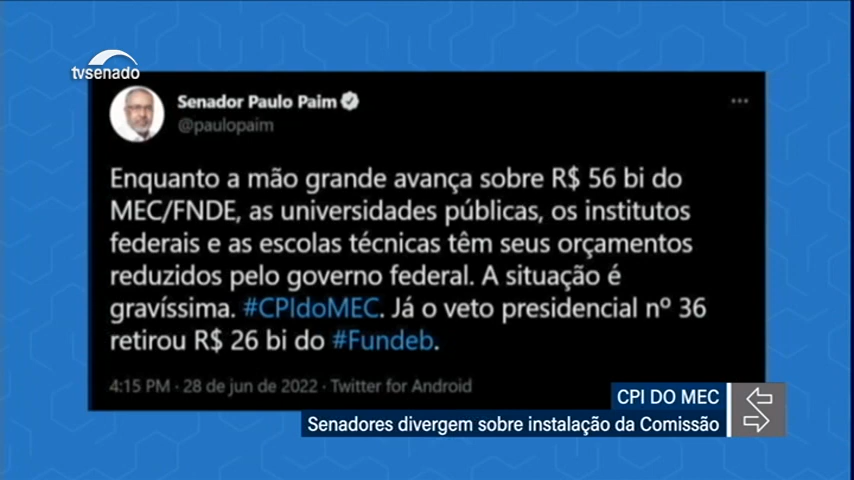 tvsenado
Senador Paulo Paim
@paulopaim
Enquanto a mão grande avança sobre R$ 56 bi do
MEC/FNDE, as universidades públicas, os institutos
federais e as escolas técnicas têm seus orçamentos
reduzidos pelo governo federal. A situação é
gravíssima. #CPIdoMEC. Já o veto presidencial nº 36
retirou R$ 26 bi do #Fundeb.
4:15 PM · 28 de jun de 2022 · Twitter for Android
CPI DO MEC
Senadores divergem sobre instalação da Comissão